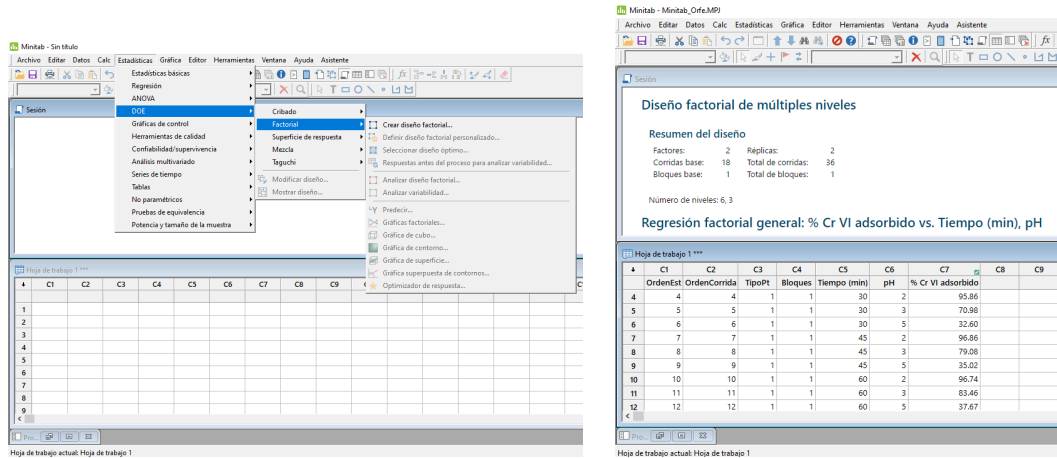 Minitab - Sin título
Archivo Editar Datos Calc Estadísticas Gráfica Editor Herramientas Ventana Ayuda Asistente
Estadísticas básicas
Regresión
ANOVA
DOE
Gráficas de control
Herramientas de calidad
Confiabilidad/supervivencia
Análisis multivariado
Series de tiempo
Tablas
No paramétricos
Pruebas de equivalencia
Potencia y tamaño de la muestra
Cribado
Factorial
Superficie de respuesta
Mezcla
Taguchi
Modificar diseño...
Mostrar diseño...
Crear diseño factorial...
Definir diseño factorial personalizado...
Seleccionar diseño óptimo...
Respuestas antes del proceso para analizar variabilidad...
Analizar diseño factorial...
Analizar variabilidad...
Predecir...
Gráficas factoriales...
Gráfica de cubo...
Gráfica de contorno...
Gráfica de superficie...
Gráfica superpuesta de contornos...
Optimizador de respuesta...
Sesión
Hoja de trabajo 1 ***
C1 C2 C3 C4 C5 C6 C7 C8 C9
1
2
3
4
5
6
7
8
9
Pro...
Hoja de trabajo actual: Hoja de trabajo 1
Minitab - Minitab_Orfe.MPJ
Archivo Editar Datos Calc Estadísticas Gráfica Editor Herramientas Ventana Ayuda Asistente
Sesión
Diseño factorial de múltiples niveles
Resumen del diseño
Factores: 2 Réplicas: 2
Corridas base: 18 Total de corridas: 36
Bloques base: 1 Total de bloques: 1
Número de niveles: 6, 3
Regresión factorial general: % Cr VI adsorbido vs. Tiempo (min), pH
Hoja de trabajo 1 ***
C1 C2 C3 C4 C5 C6 C7 C8 C9
OrdenEst OrdenCorrida TipoPt Bloques Tiempo (min) pH % Cr VI adsorbido
4 4 4 1 1 30 2 95.86
5 5 5 1 1 30 3 70.98
6 6 6 1 1 30 5 32.60
7 7 7 1 1 45 2 96.86
8 8 8 1 1 45 3 79.08
9 9 9 1 1 45 5 35.02
10 10 10 1 1 60 2 96.74
11 11 11 1 1 60 3 83.46
12 12 12 1 1 60 5 37.67
Pro...
Hoja de trabajo actual: Hoja de trabajo 1